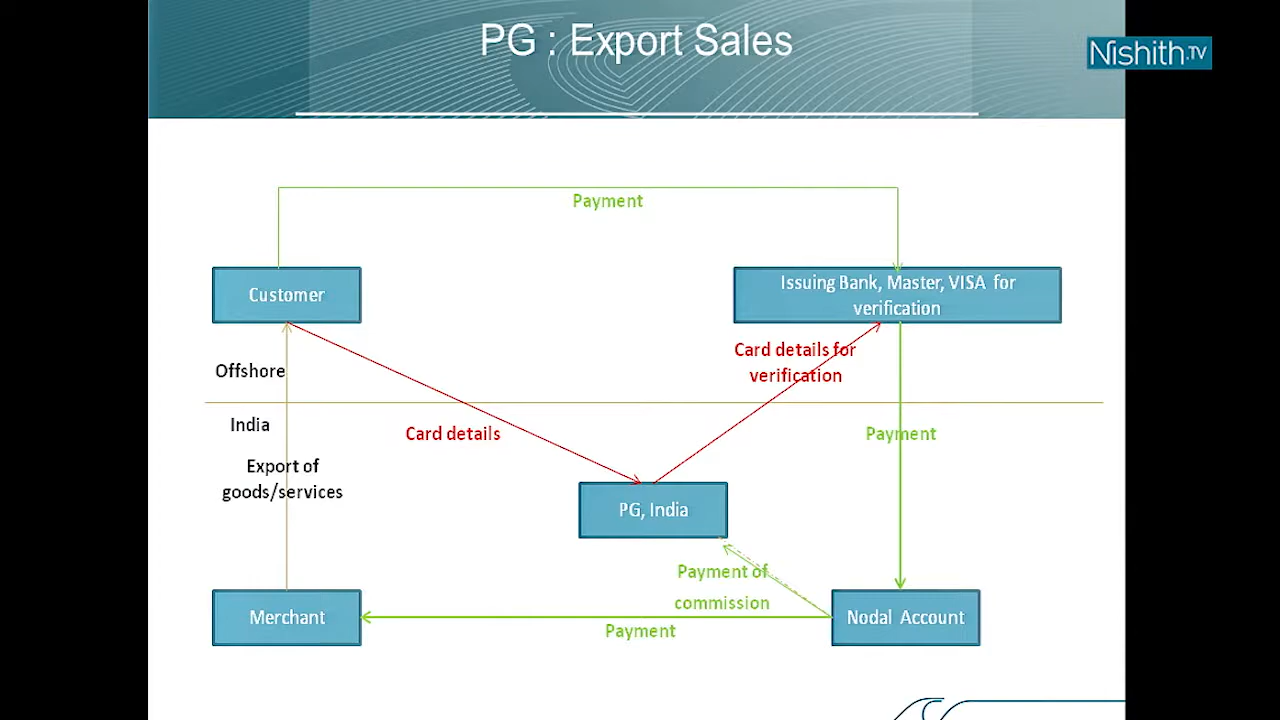 PG : Export Sales
Nishith.TV
Payment
Customer
Issuing Bank, Master, VISA for
verification
Offshore
Card details for
verification
India
Card details
Payment
Export of
goods/services
PG, India
Payment of
commission
Merchant
Payment
Nodal Account